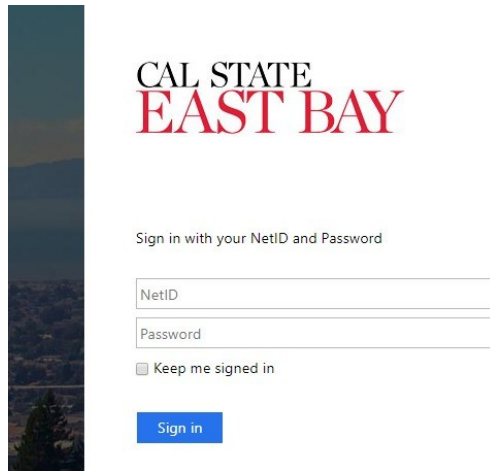 CAL STATE
EAST BAY
Sign in with your NetID and Password
NetID
Password
Keep me signed in
Sign in